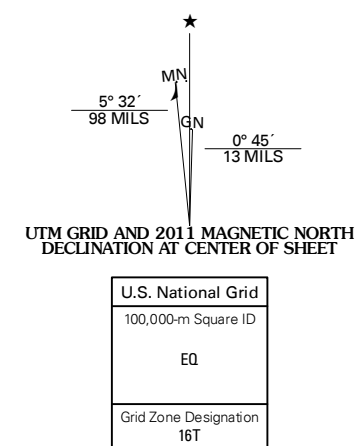 MN
5° 32´
98 MILS
GN
0° 45´
13 MILS
UTM GRID AND 2011 MAGNETIC NORTH
DECLINATION AT CENTER OF SHEET
U.S. National Grid
100,000-m Square ID
EQ
Grid Zone Designation
16T